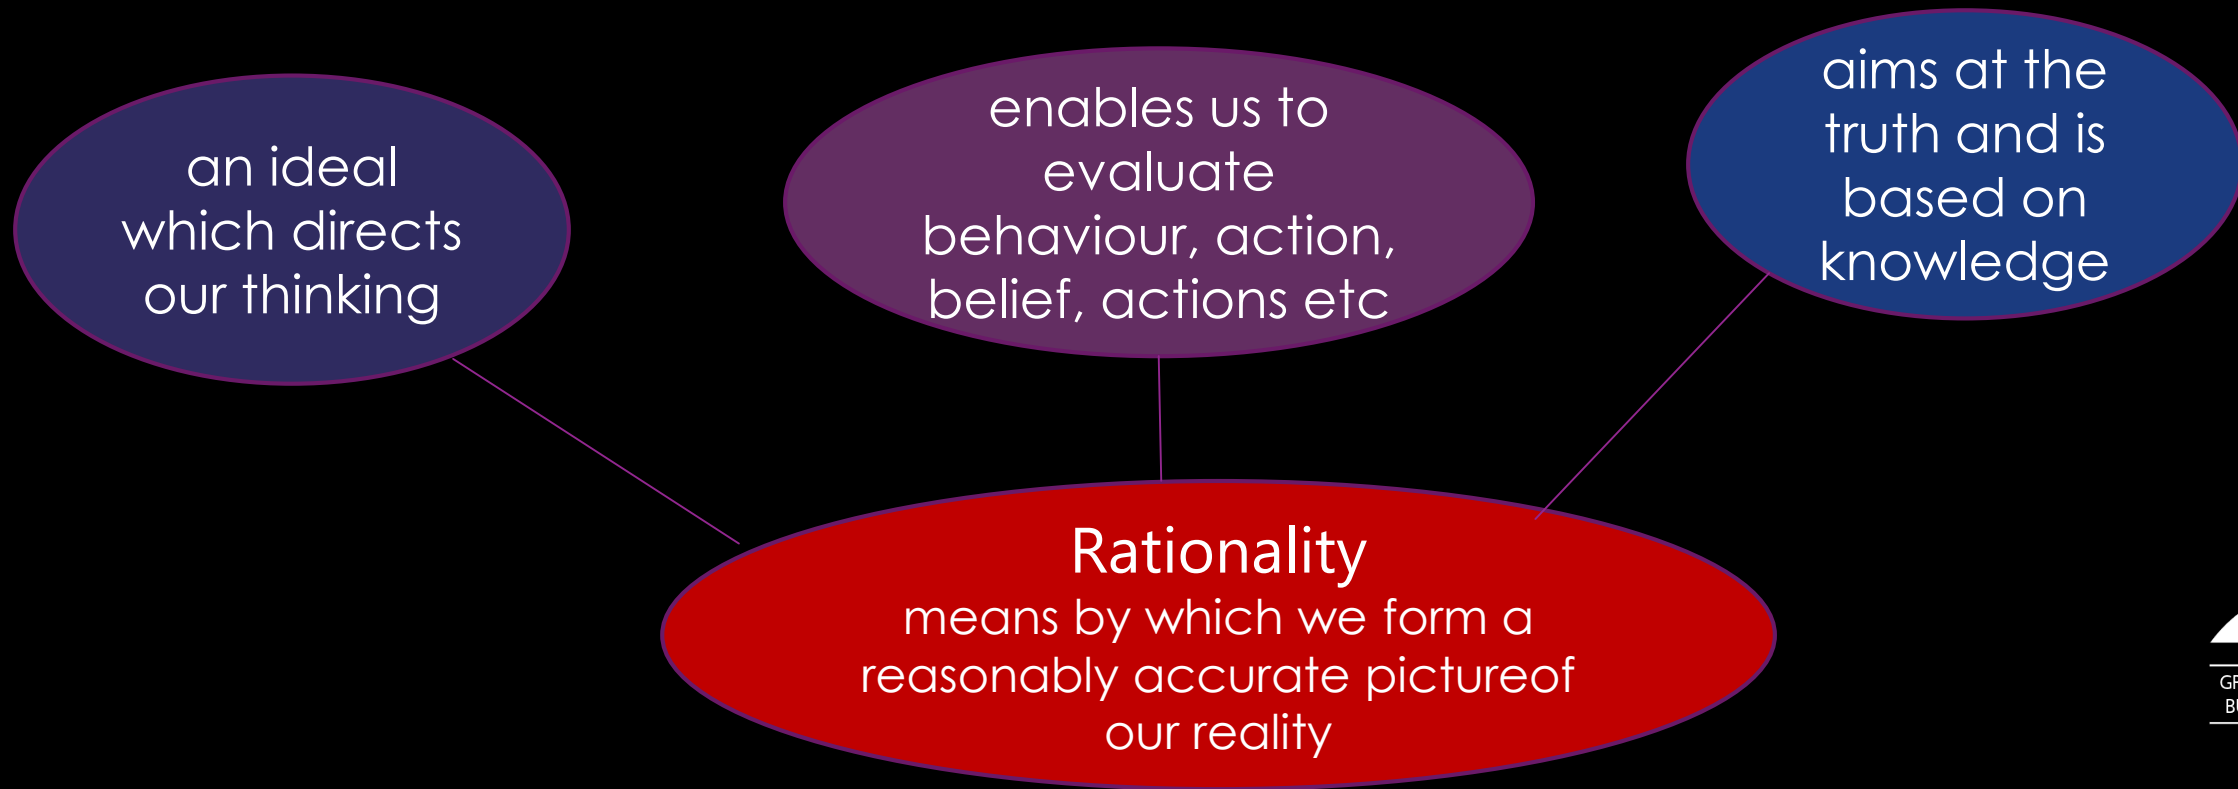 an ideal
which directs
our thinking
enables us to
evaluate
behaviour, action,
belief, actions etc
aims at the
truth and is
based on
knowledge
Rationality
means by which we form a
reasonably accurate pictureof
our reality